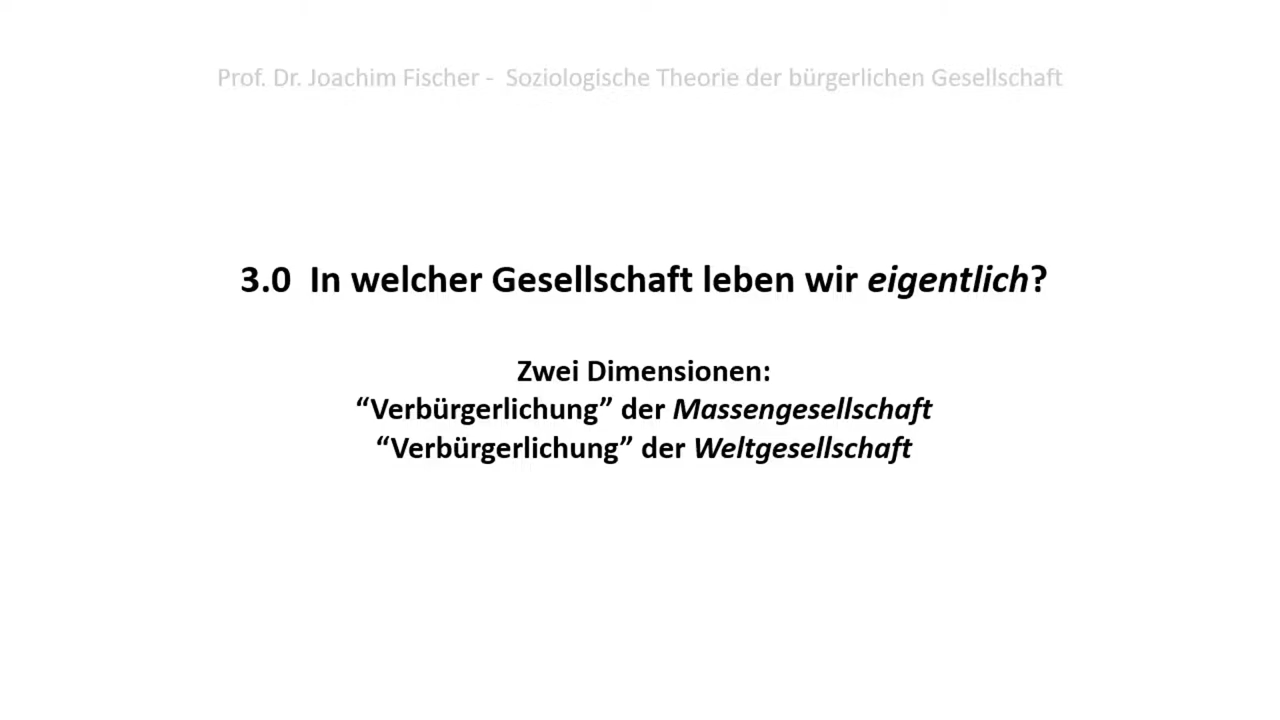 Prof. Dr. Joachim Fischer - Soziologische Theorie der bürgerlichen Gesellschaft
3.0 In welcher Gesellschaft leben wir eigentlich?
Zwei Dimensionen:
“Verbürgerlichung” der Massengesellschaft
“Verbürgerlichung” der Weltgesellschaft